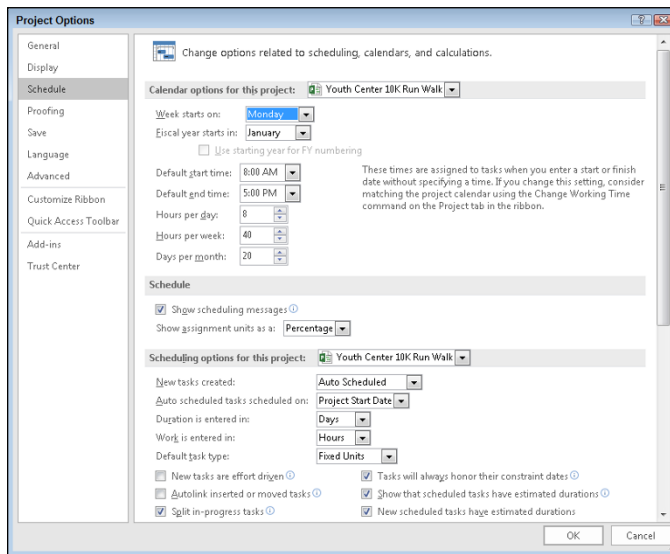 Project Options
General
Display
Schedule
Proofing
Save
Language
Advanced
Customize Ribbon
Quick Access Toolbar
Add-ins
Trust Center
Change options related to scheduling, calendars, and calculations.
Calendar options for this project: Youth Center 10K Run Walk
Week starts on: Monday
Fiscal year starts in: January
Use starting year for FY numbering
Default start time: 8:00 AM
Default end time: 5:00 PM
Hours per day: 8
Hours per week: 40
Days per month: 20
These times are assigned to tasks when you enter a start or finish
date without specifying a time. If you change this setting, consider
matching the project calendar using the Change Working Time
command on the Project tab in the ribbon.
Schedule
Show scheduling messages
Show assignment units as a: Percentage
Scheduling options for this project: Youth Center 10K Run Walk
New tasks created: Auto Scheduled
Auto scheduled tasks scheduled on: Project Start Date
Duration is entered in: Days
Work is entered in: Hours
Default task type: Fixed Units
New tasks are effort driven
Tasks will always honor their constraint dates
Autolink inserted or moved tasks
Show that scheduled tasks have estimated durations
Split in-progress tasks
New scheduled tasks have estimated durations
OK
Cancel